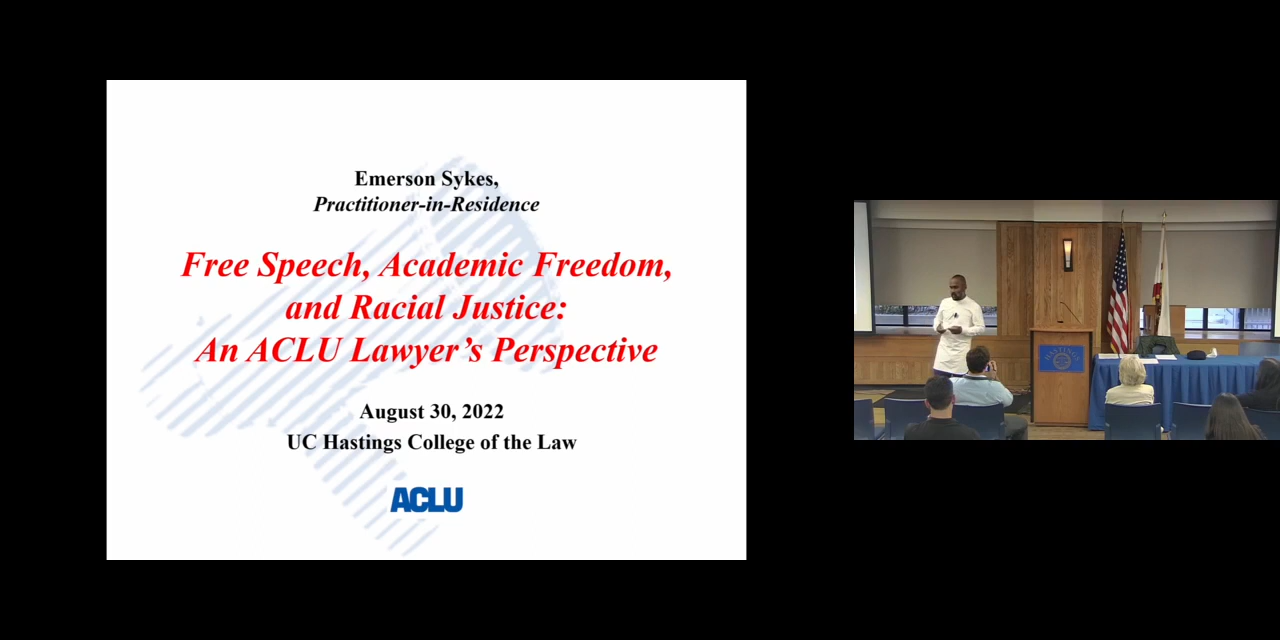 Emerson Sykes,
Practitioner-in-Residence
Free Speech, Academic Freedom,
and Racial Justice:
An ACLU Lawyer's Perspective
August 30, 2022
UC Hastings College of the Law
ACLU
HASTINGS